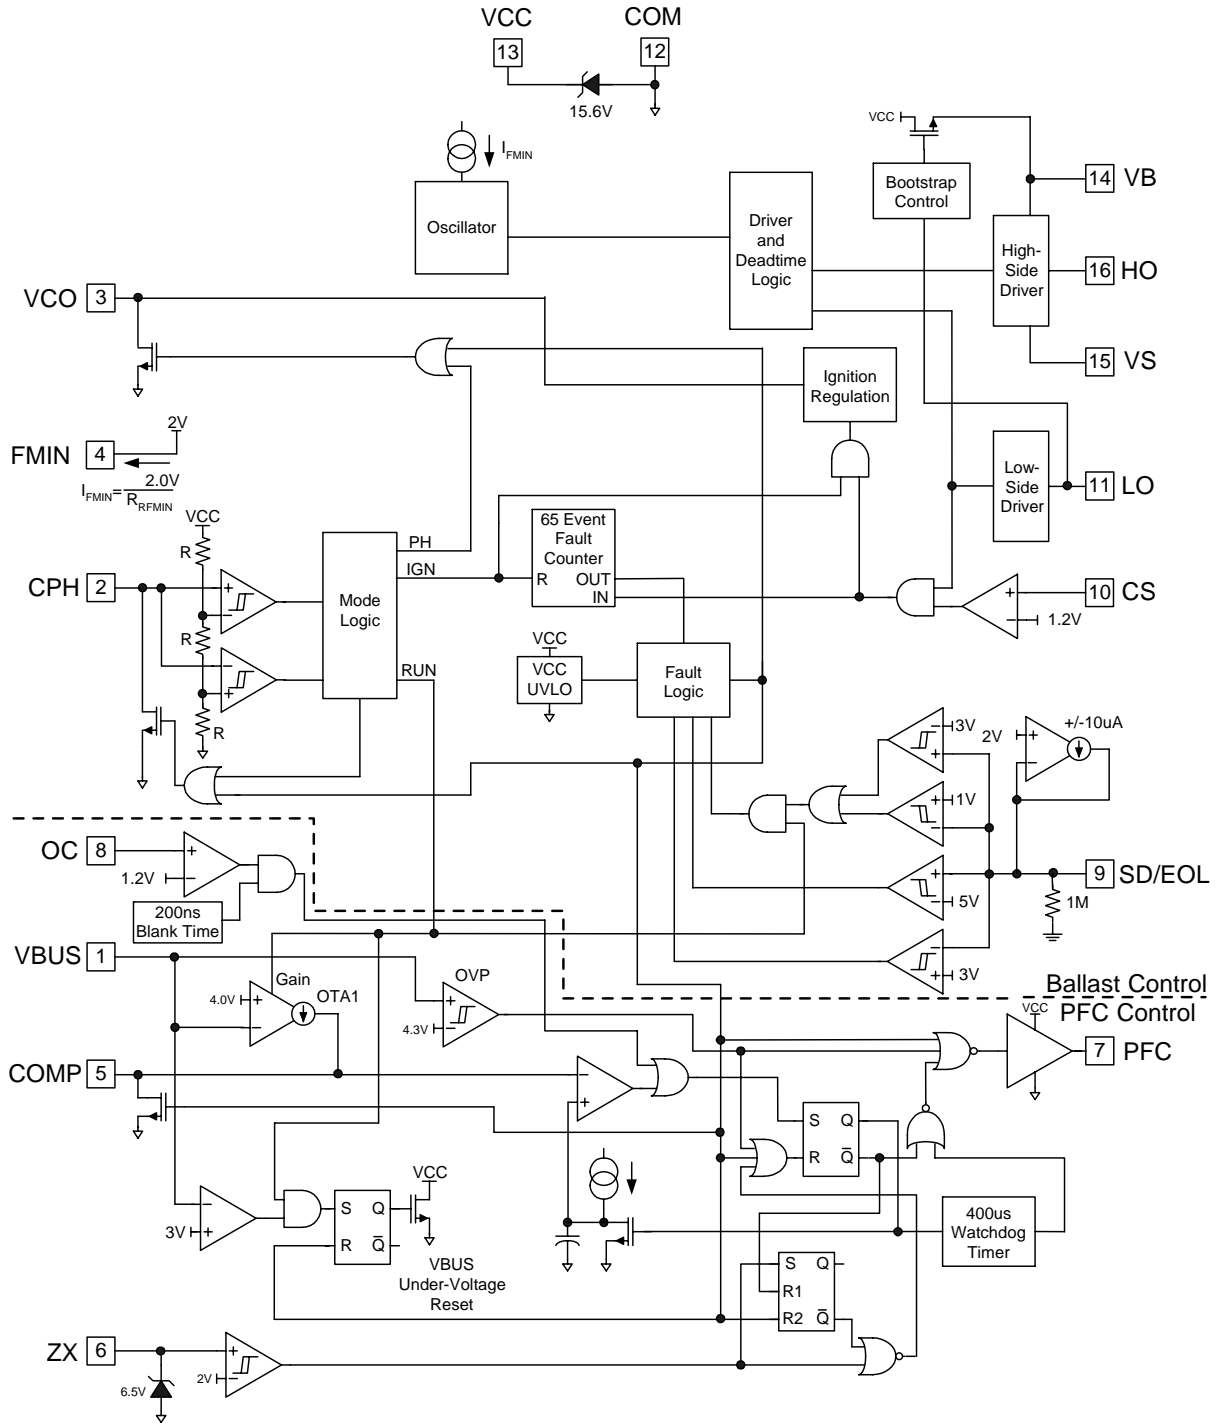 VCC
COM
13
12
15.6V
VCC
I FMIN
Bootspap Control
14 VB
Oscillator
Driver
and
Deadtime
Logic
High-
Side
Driver
16 HO
VCO 3
15 VS
Ignition
Regulation
2V
FMIN 4
I FMIN = 2.0V
R RFMIN
Low-
Side
Driver
11 LO
VCC
R
65 Event
Fault
Counter
PH
IGN
R
OUT
IN
CPH 2
Mode
Logic
+
−
+
−
10 CS
1.2V
R
−
+
VCC
VCC
UVLO
Fault
Logic
RUN
R
3V
−
+
2V
+
−
+/-10uA
+
−
1V
OC 8
+
−
1.2V
+
−
5V
9 SD/EOL
1M
200ns
Blank Time
VBUS 1
−
+
3V
Gain
OTA1
4.0V
+
−
OVP
+
−
4.3V
Ballast Control
PFC Control
VCC
7 PFC
COMP 5
−
+
S
Q
R
Q
VCC
−
+
3V
S
Q
R
Q
VBUS
Under-Voltage
Reset
400us
Watchdog
Timer
S
Q
R1
R2
Q
ZX 6
+
−
2V
6.5V